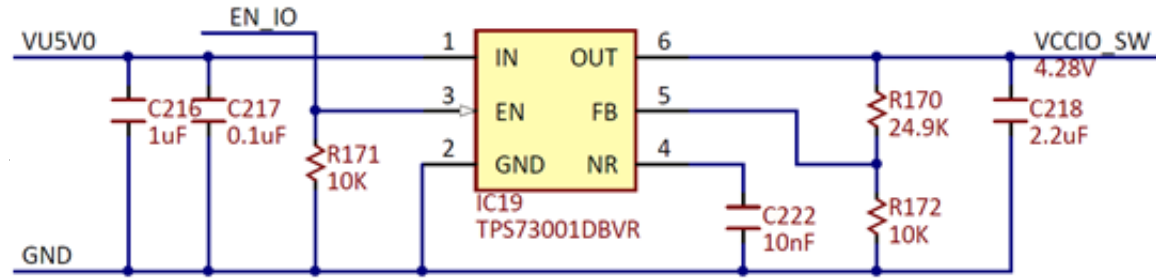 EN_IO
VU5V0
1
IN
OUT
6
VCCIO_SW
4.28V
C216
1uF
C217
0.1uF
3
EN
FB
5
R170
24.9K
C218
2.2uF
R171
10K
2
GND
NR
4
IC19
TPS73001DBVR
C222
10nF
R172
10K
GND